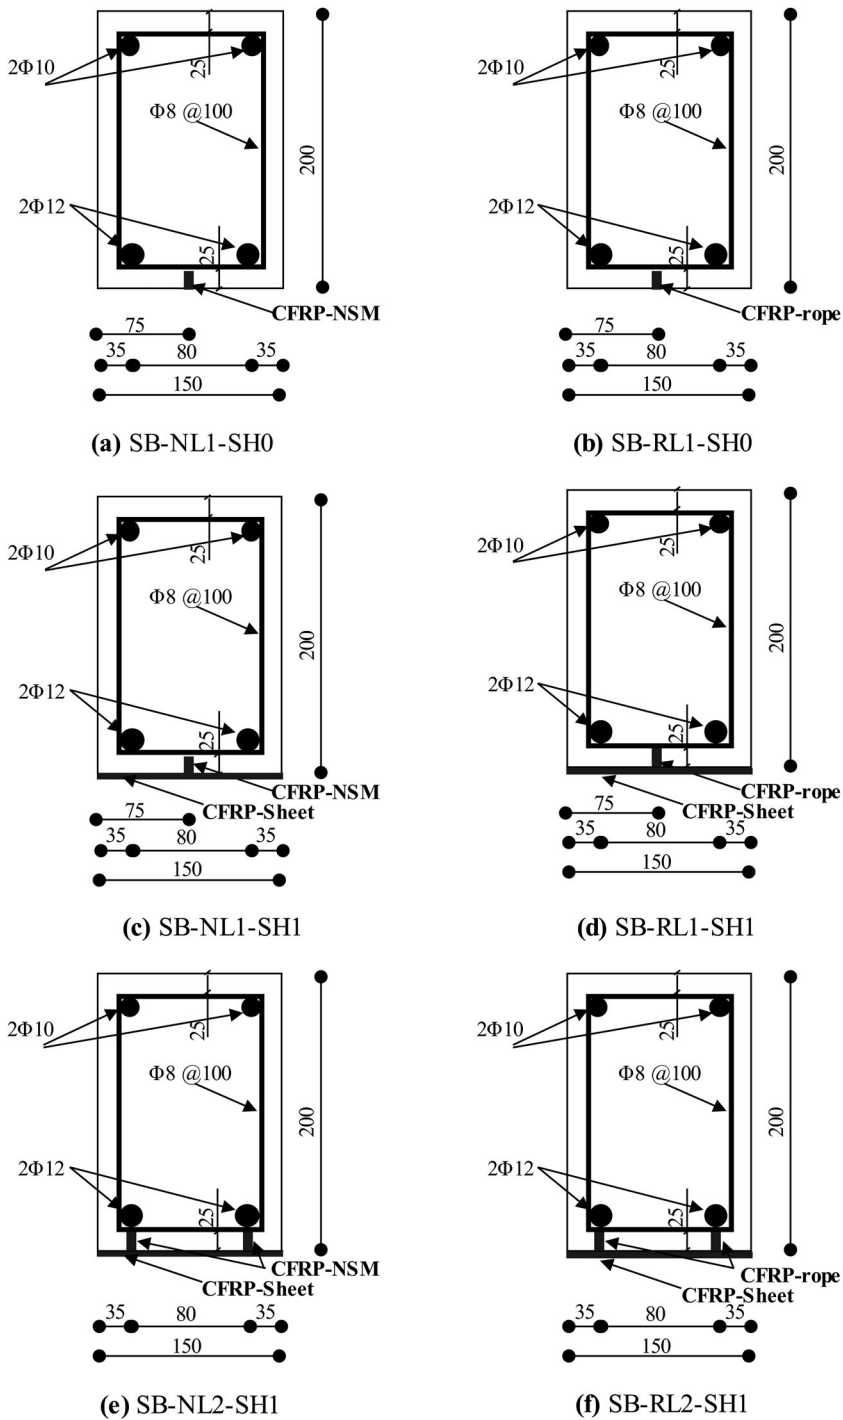 2Φ10
25
Φ8 @100
200
2Φ12
25
CFRP-NSM
75
35 80 35
150
(a) SB-NL1-SH0
2Φ10
25
Φ8 @100
200
2Φ12
25
CFRP-rope
75
35 80 35
150
(b) SB-RL1-SH0
2Φ10
25
Φ8 @100
200
2Φ12
25
CFRP-NSM
CFRP-Sheet
75
35 80 35
150
(c) SB-NL1-SH1
2Φ10
25
Φ8 @100
200
2Φ12
25
CFRP-rope
CFRP-Sheet
75
35 80 35
150
(d) SB-RL1-SH1
2Φ10
25
Φ8 @100
200
2Φ12
25
CFRP-NSM
CFRP-Sheet
35 80 35
150
(e) SB-NL2-SH1
2Φ10
25
Φ8 @100
200
2Φ12
25
CFRP-rope
CFRP-Sheet
35 80 35
150
(f) SB-RL2-SH1